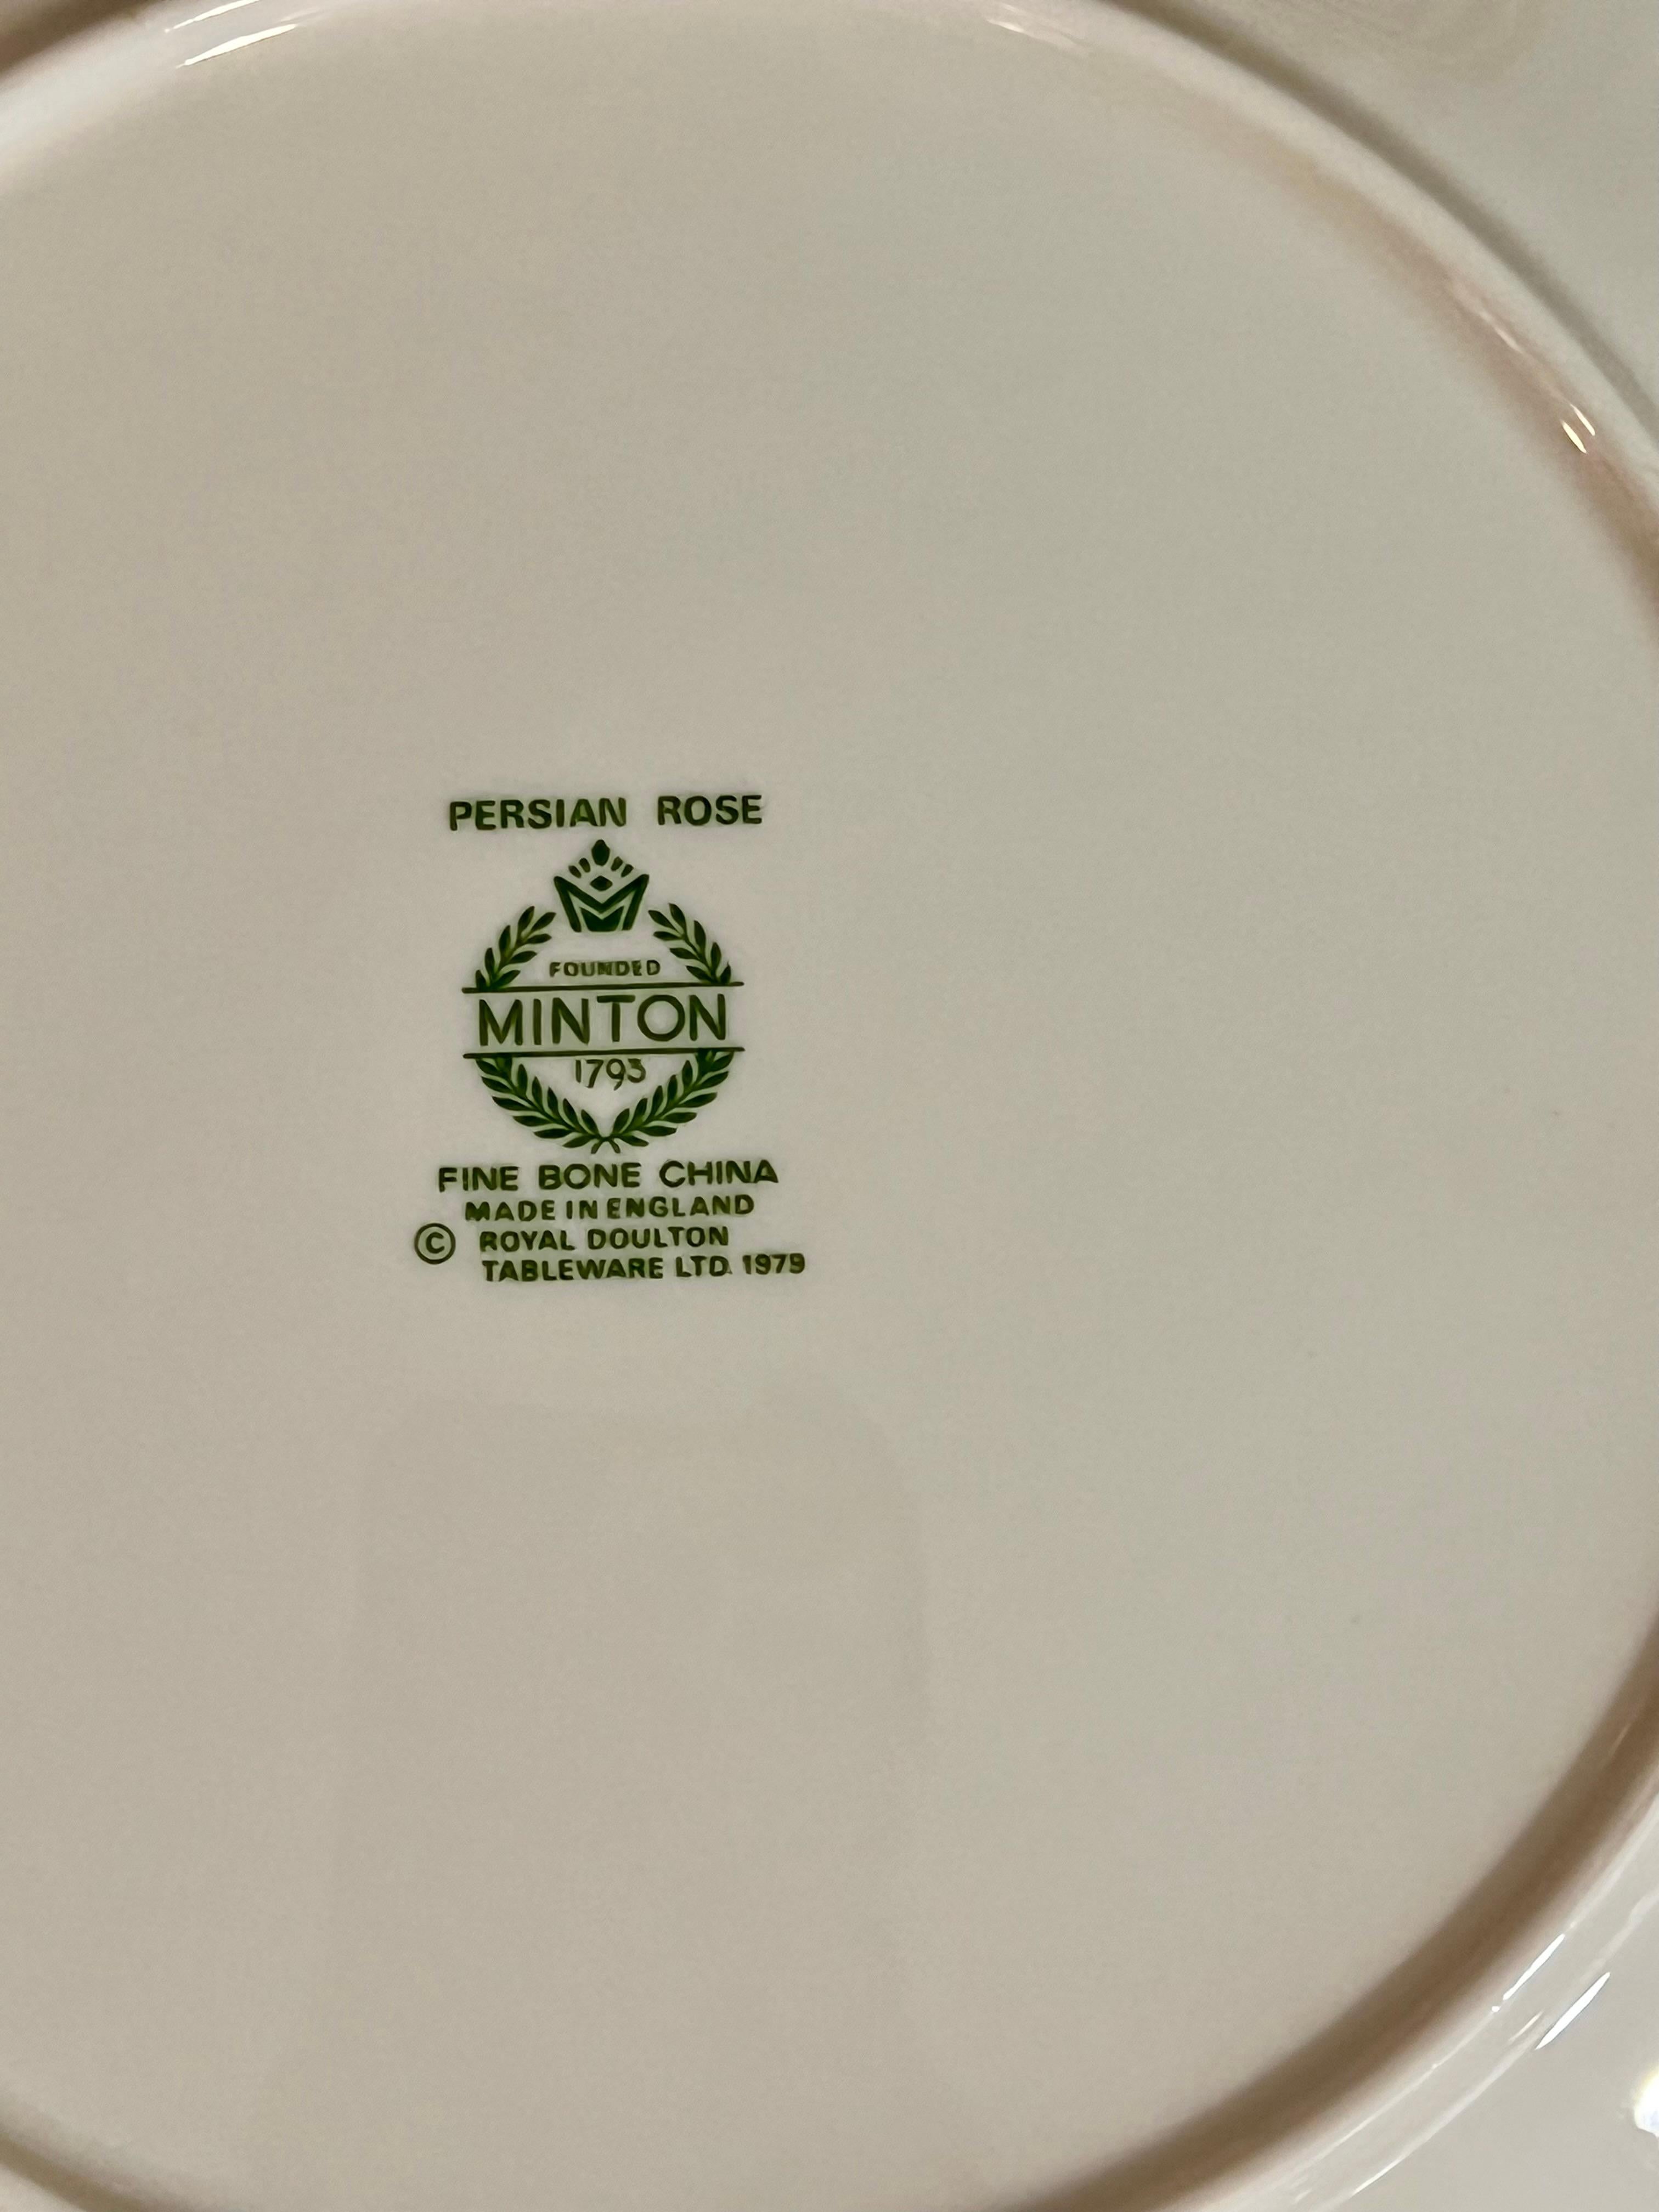 PERSIAN ROSE
FOUNDED
MINTON
1793
FINE BONE CHINA
MADE IN ENGLAND
© ROYAL DOULTON
TABLEWARE LTD. 1979